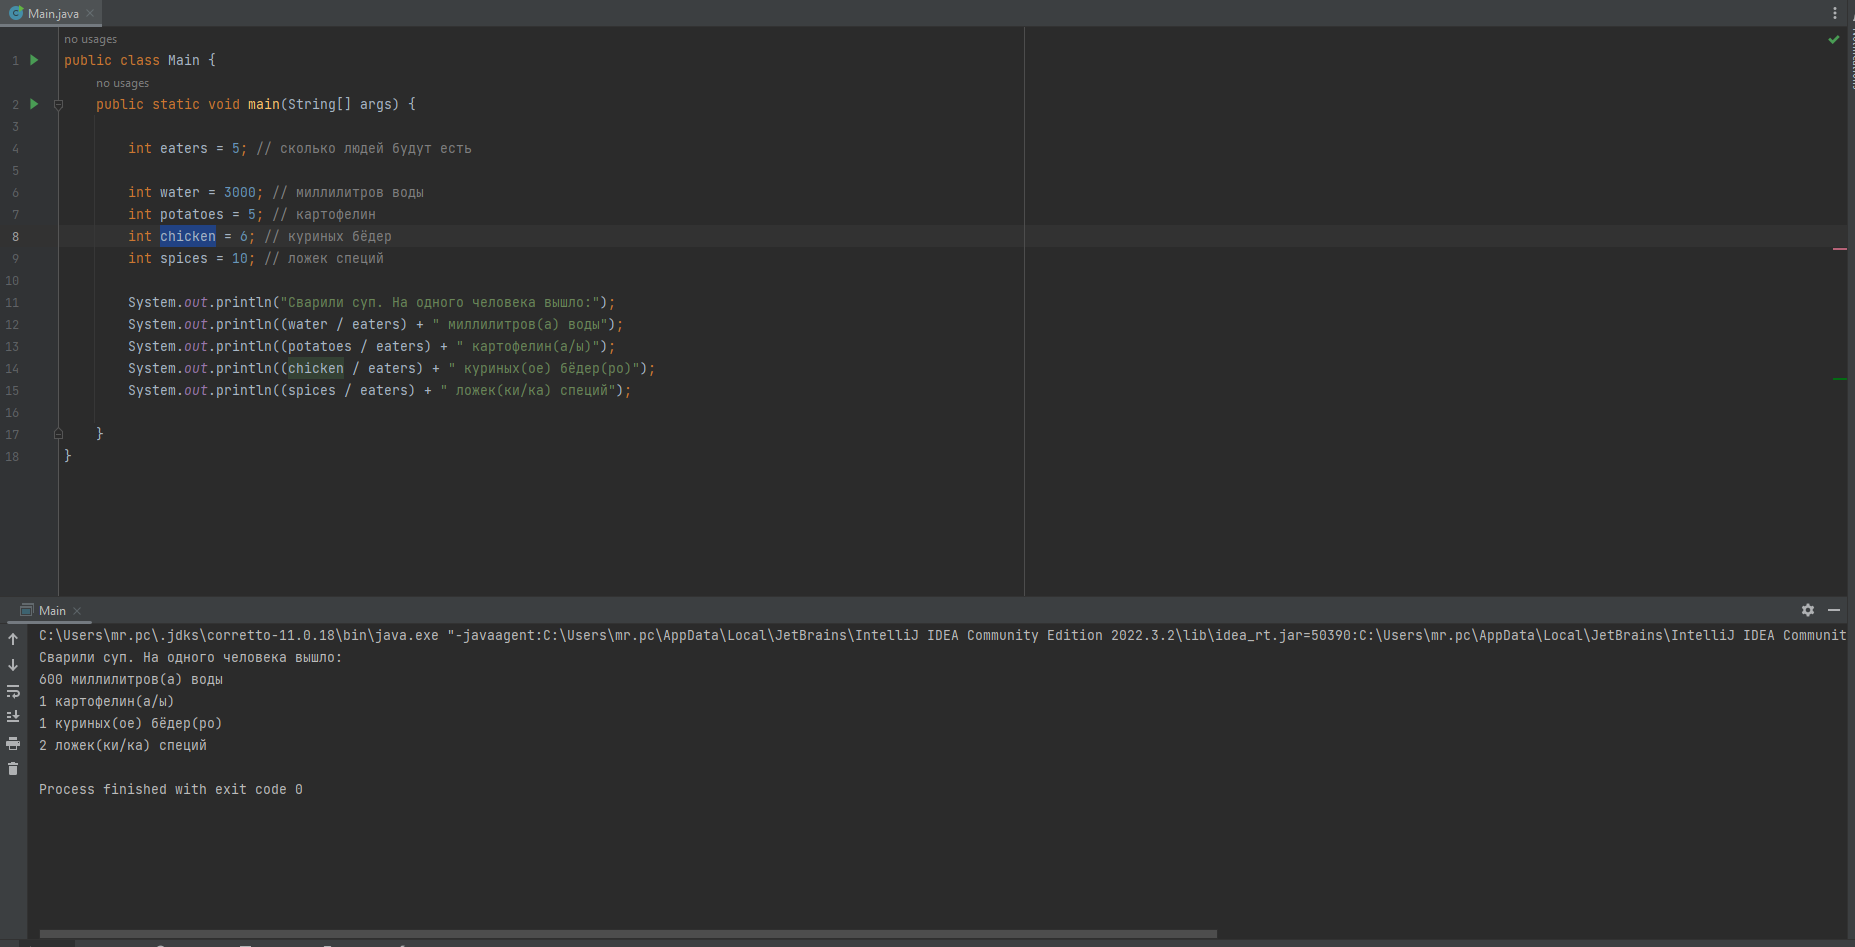 Main.java
no usages
1 public class Main {
no usages
2 public static void main(String[] args) {
3
4 int eaters = 5; // сколько людей будут есть
5
6 int water = 3000; // миллилитров воды
7 int potatoes = 5; // картофелин
8 int chicken = 6; // куриных бёдер
9 int spices = 10; // ложек специй
10
11 System.out.println("Сварили суп. На одного человека вышло:");
12 System.out.println((water / eaters) + " миллилитров(а) воды");
13 System.out.println((potatoes / eaters) + " картофелин(а/ы)");
14 System.out.println((chicken / eaters) + " куриных(ое) бёдер(ро)");
15 System.out.println((spices / eaters) + " ложек(ки/ка) специй");
16
17 }
18 }
Main
C:\Users\mr.pc\.jdks\corretto-11.0.18\bin\java.exe "-javaagent:C:\Users\mr.pc\AppData\Local\JetBrains\IntelliJ IDEA Community Edition 2022.3.2\lib\idea_rt.jar=50390:C:\Users\mr.pc\AppData\Local\JetBrains\IntelliJ IDEA Communit
Сварили суп. На одного человека вышло:
600 миллилитров(а) воды
1 картофелин(а/ы)
1 куриных(ое) бёдер(ро)
2 ложек(ки/ка) специй
Process finished with exit code 0